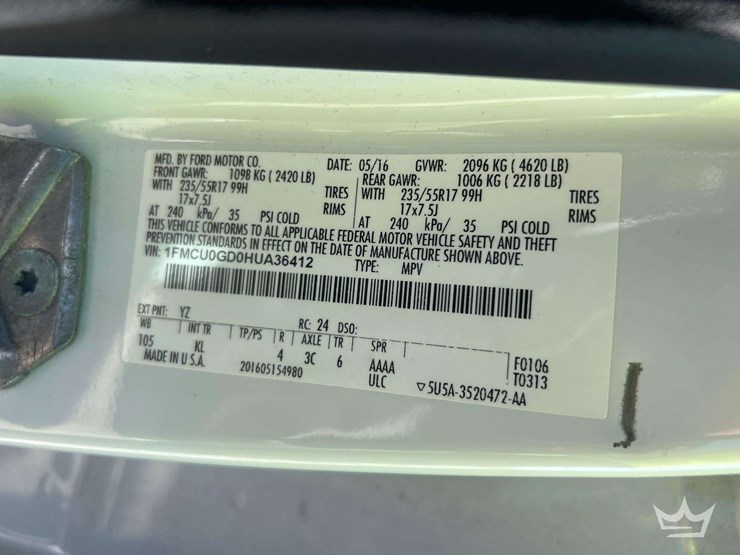 MFD. BY FORD MOTOR CO. DATE: 05/16 GVWR: 2096 KG ( 4620 LB)
FRONT GAWR: 1098 KG ( 2420 LB) REAR GAWR: 1006 KG ( 2218 LB)
WITH 235/55R17 99H TIRES WITH 235/55R17 99H TIRES
17x7.5J RIMS 17x7.5J RIMS
AT 240 kPa/ 35 PSI COLD AT 240 kPa/ 35 PSI COLD
THIS VEHICLE CONFORMS TO ALL APPLICABLE FEDERAL MOTOR VEHICLE SAFETY AND THEFT
PREVENTION STANDARDS IN EFFECT ON THE DATE OF MANUFACTURE SHOWN ABOVE.
VIN: 1FMCU0GD0HUA36412 TYPE: MPV
EXT PNT: YZ RC: 24 DSO:
WB INT TR TP/PS R AXLE TR SPR
105 KL 4 3C 6 AAAA F0106
MADE IN U.S.A. 201605154980 ULC T0313
▽5U5A-3520472-AA